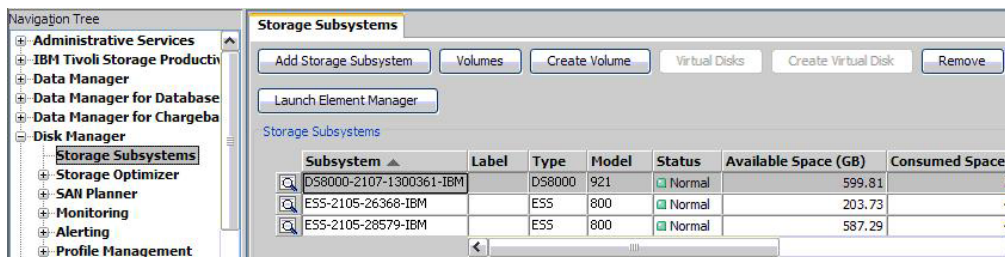 Navigation Tree
Administrative Services
IBM Tivoli Storage Productiv
Data Manager
Data Manager for Database
Data Manager for Chargeba
Disk Manager
Storage Subsystems
Storage Optimizer
SAN Planner
Monitoring
Alerting
Profile Management
Storage Subsystems
Add Storage Subsystem Volumes Create Volume Virtual Disks Create Virtual Disk Remove
Launch Element Manager
Storage Subsystems
Subsystem Label Type Model Status Available Space (GB) Consumed Space
DS8000-2107-1300361-IBM DS8000 921 Normal 599.81
ESS-2105-26368-IBM ESS 800 Normal 203.73
ESS-2105-28579-IBM ESS 800 Normal 587.29